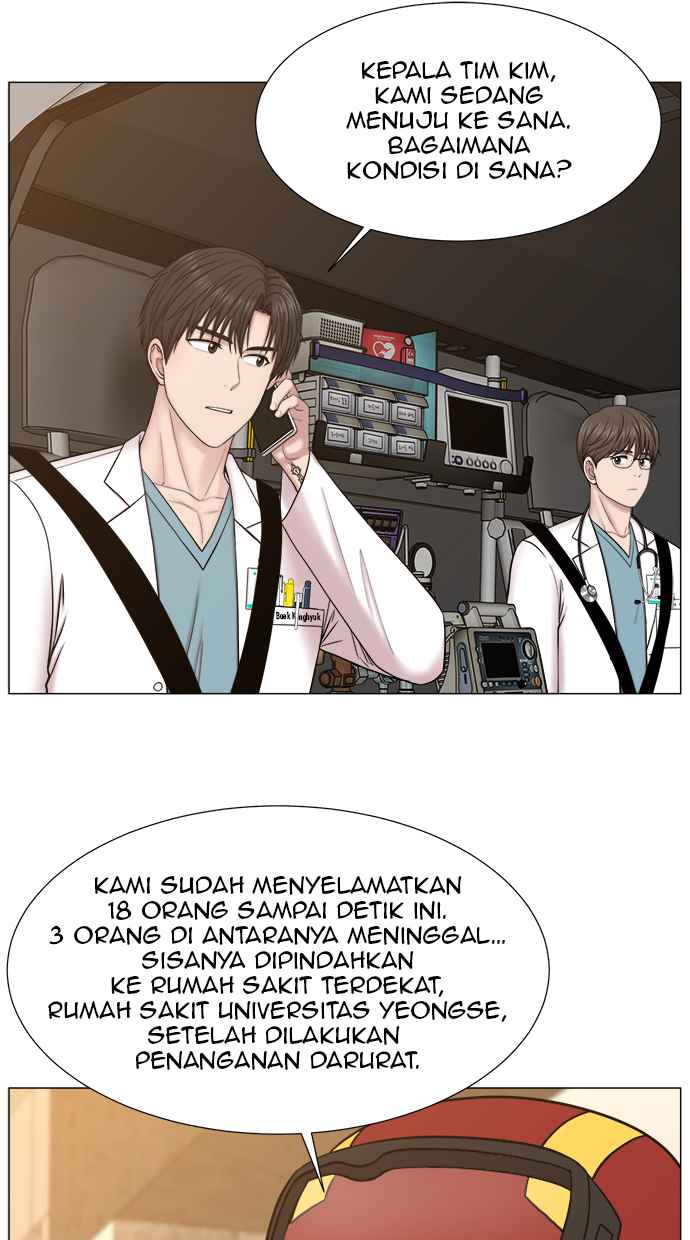 KEPALA TIM KIM,
KAMI SEDANG
MENUJU KE SANA.
BAGAIMANA
KONDISI DI SANA?
KAMI SUDAH MENYELAMATKAN
18 ORANG SAMPAI DETIK INI.
3 ORANG DI ANTARANYA MENINGGAL...
SISANYA DIPINDAHKAN
KE RUMAH SAKIT TERDEKAT,
RUMAH SAKIT UNIVERSITAS YEONGSE,
SETELAH DILAKUKAN
PENANGANAN DARURAT.